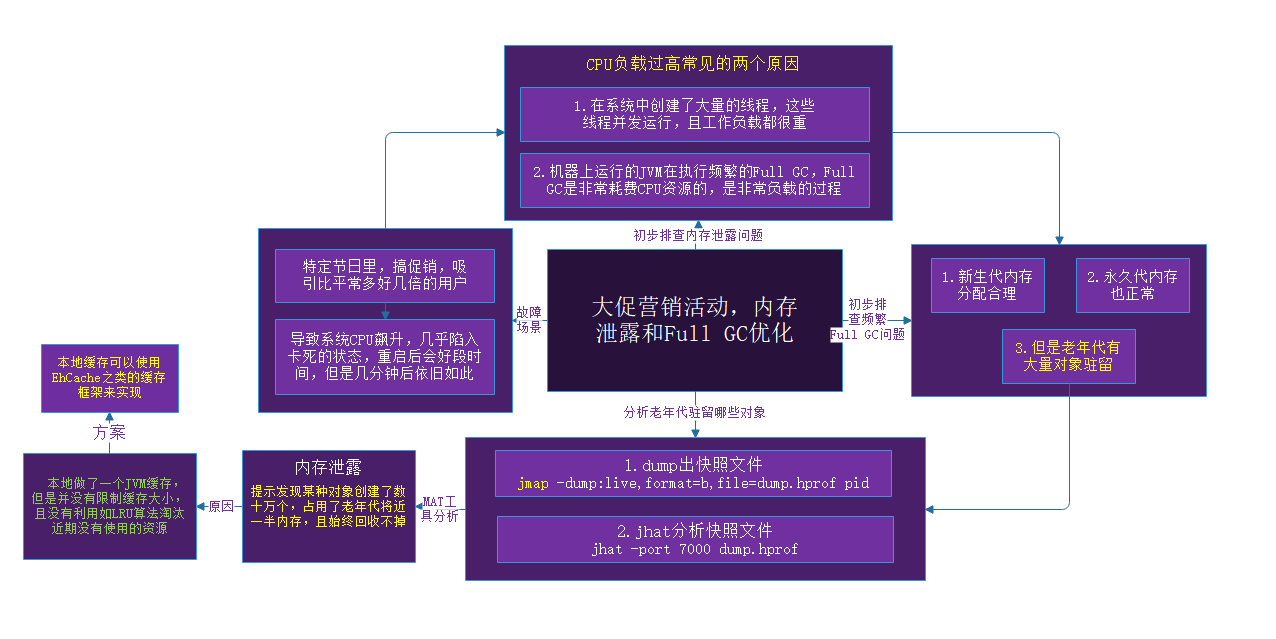 CPU负载过高常见的两个原因
1.在系统中创建了大量的线程，这些
线程并发运行，且工作负载都很重
2.机器上运行的JVM在执行频繁的Full GC，Full
GC是非常耗费CPU资源的，是非常负载的过程
初步排查内存泄露问题
特定节日里，搞促销，吸
引比平常多好几倍的用户
导致系统CPU飙升，几乎陷入
卡死的状态，重启后会好段时
间，但是几分钟后依旧如此
故障
场景
大促营销活动，内存
泄露和Full GC优化
初步排
查频繁
Full GC问题
1.新生代内存
分配合理
2.永久代内存
也正常
3.但是老年代有
大量对象驻留
分析老年代驻留哪些对象
1.dump出快照文件
jmap -dump:live,format=b,file=dump.hprof pid
2.jhat分析快照文件
jhat -port 7000 dump.hprof
MAT工
具分析
内存泄露
提示发现某种对象创建了数
十万个，占用了老年代将近
一半内存，且始终回收不掉
原因
本地做了一个JVM缓存，
但是并没有限制缓存大小，
且没有利用如LRU算法淘汰
近期没有使用的资源
方案
本地缓存可以使用
EhCache之类的缓存
框架来实现